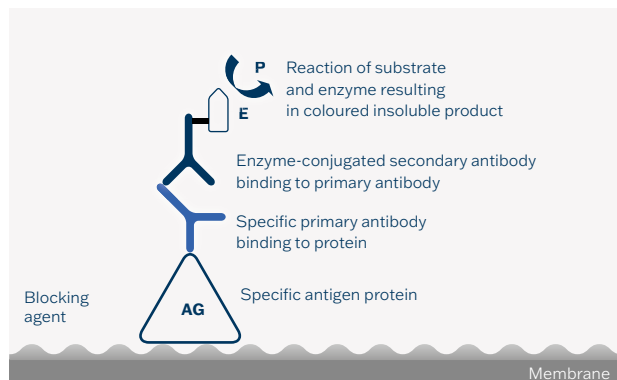 P
Reaction of substrate
and enzyme resulting
in coloured insoluble product
E
Enzyme-conjugated secondary antibody
binding to primary antibody
Specific primary antibody
binding to protein
Specific antigen protein
AG
Blocking
agent
Membrane